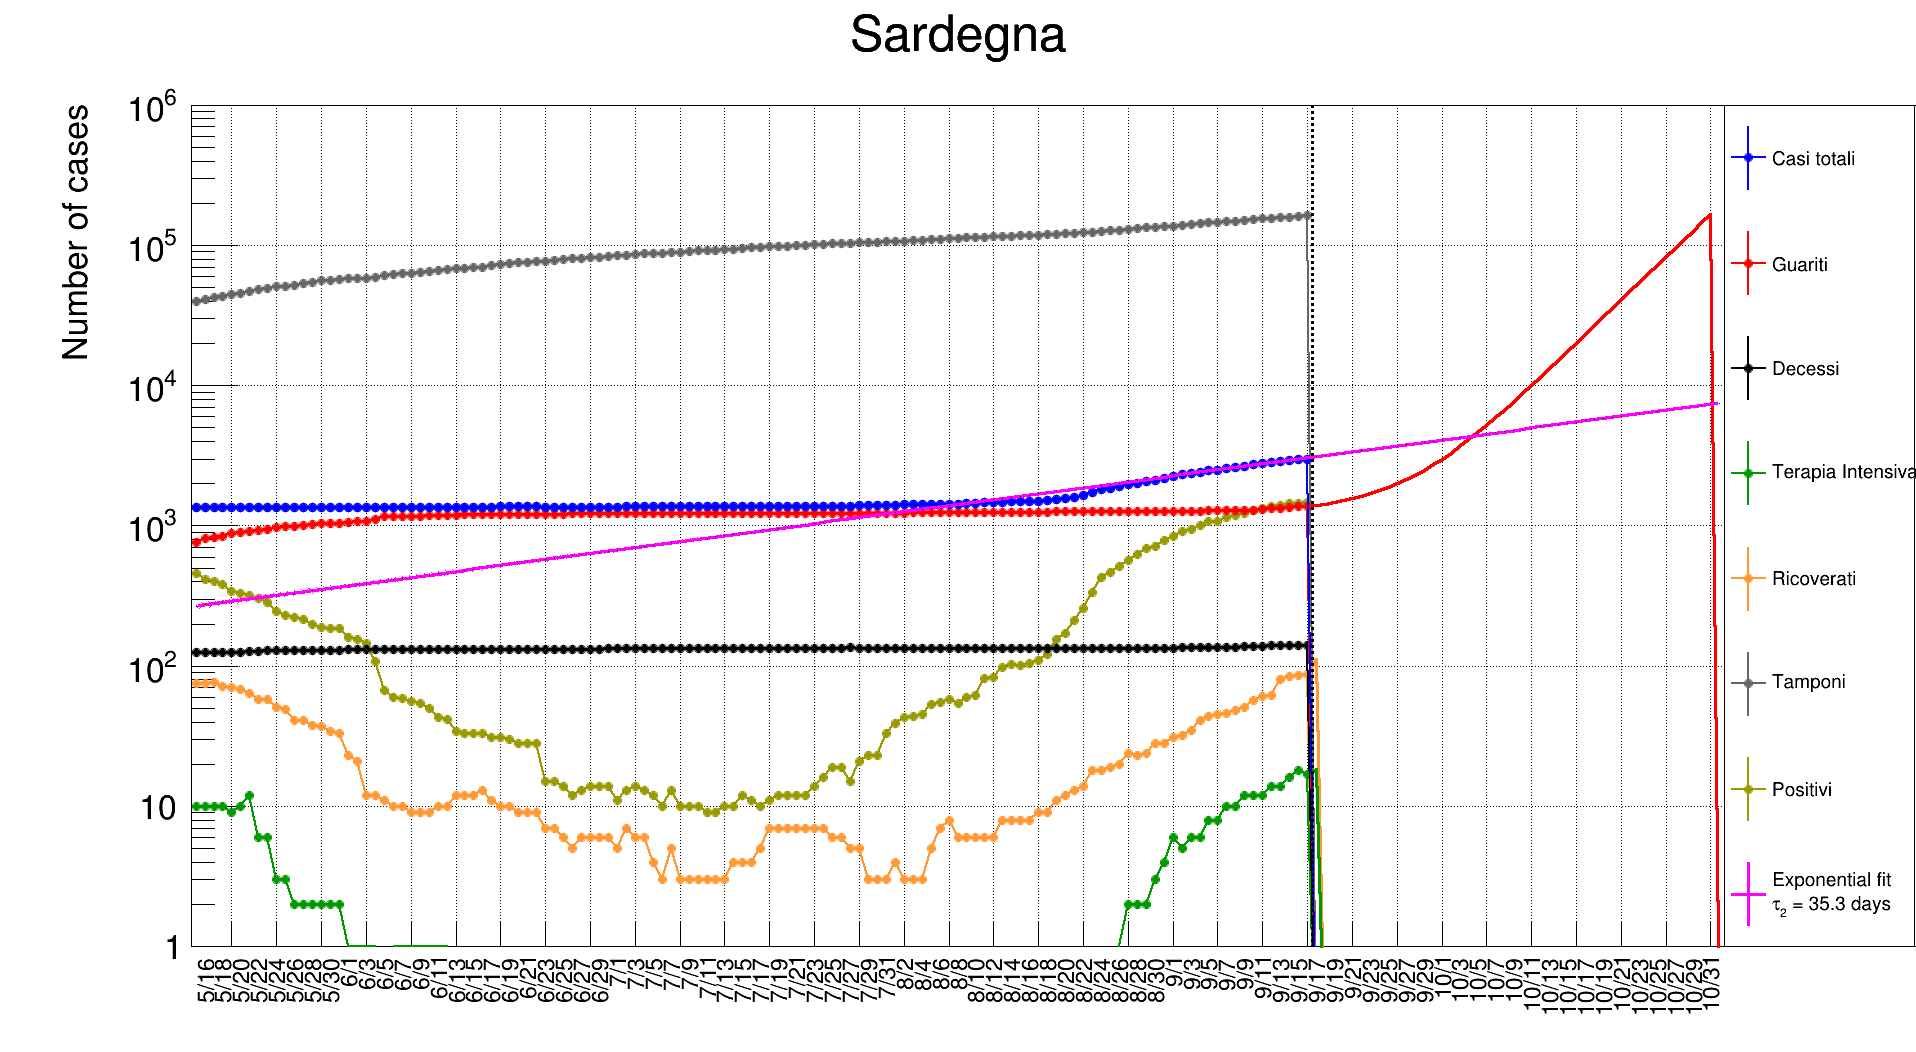 Sardegna
Number of cases
10^6
10^5
10^4
10^3
10^2
10
1
5/16 5/18 5/20 5/22 5/24 5/26 5/28 5/30 6/1 6/3 6/5 6/7 6/9 6/11 6/13 6/15 6/17 6/19 6/21 6/23 6/25 6/27 6/29 7/1 7/3 7/5 7/7 7/9 7/11 7/13 7/15 7/17 7/19 7/21 7/23 7/25 7/27 7/29 7/31 8/2 8/4 8/6 8/8 8/10 8/12 8/14 8/16 8/18 8/20 8/22 8/24 8/26 8/28 8/30 9/1 9/3 9/5 9/7 9/9 9/11 9/13 9/15 9/17 9/19 9/21 9/23 9/25 9/27 9/29 10/1 10/3 10/5 10/7 10/9 10/11 10/13 10/15 10/17 10/19 10/21 10/23 10/25 10/27 10/29 10/31
Casi totali
Guariti
Decessi
Terapia Intensiva
Ricoverati
Tamponi
Positivi
Exponential fit
τ₂ = 35.3 days